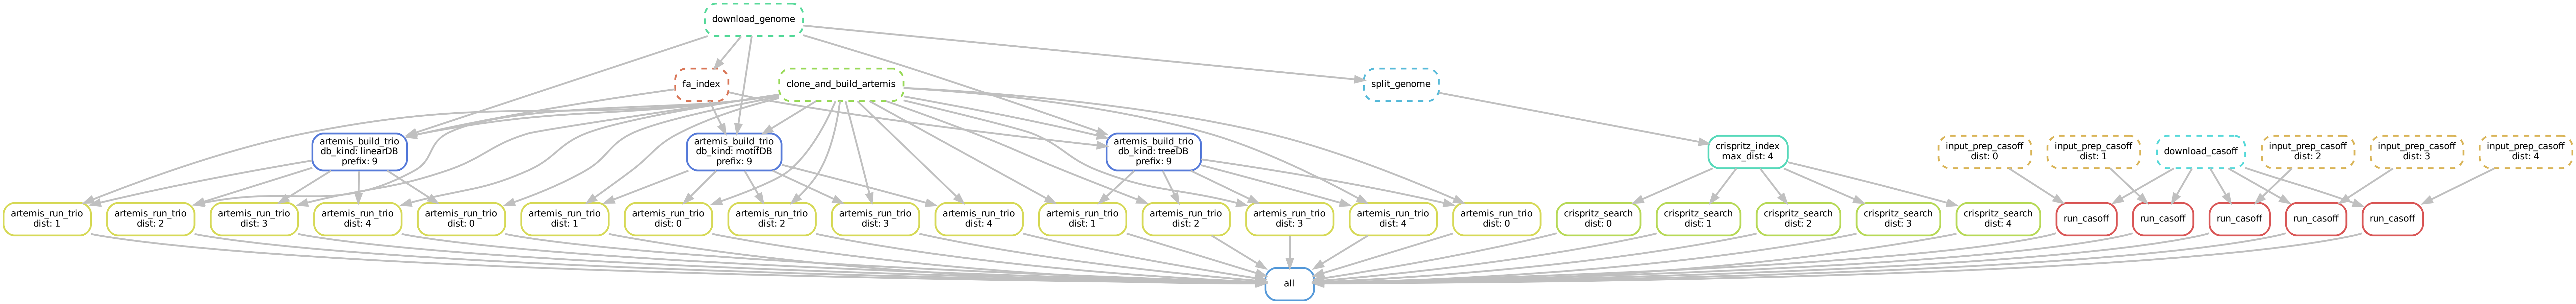 download_genome
fa_index
clone_and_build_artemis
split_genome
artemis_build_trio
db_kind: linearDB
prefix: 9
artemis_build_trio
db_kind: motifDB
prefix: 9
artemis_build_trio
db_kind: treeDB
prefix: 9
crispritz_index
max_dist: 4
input_prep_casoff
dist: 0
input_prep_casoff
dist: 1
download_casoff
input_prep_casoff
dist: 2
input_prep_casoff
dist: 3
input_prep_casoff
dist: 4
artemis_run_trio
dist: 1
artemis_run_trio
dist: 2
artemis_run_trio
dist: 3
artemis_run_trio
dist: 4
artemis_run_trio
dist: 0
artemis_run_trio
dist: 1
artemis_run_trio
dist: 0
artemis_run_trio
dist: 2
artemis_run_trio
dist: 3
artemis_run_trio
dist: 4
artemis_run_trio
dist: 1
artemis_run_trio
dist: 2
artemis_run_trio
dist: 3
artemis_run_trio
dist: 4
artemis_run_trio
dist: 0
crispritz_search
dist: 0
crispritz_search
dist: 1
crispritz_search
dist: 2
crispritz_search
dist: 3
crispritz_search
dist: 4
run_casoff
run_casoff
run_casoff
run_casoff
run_casoff
all